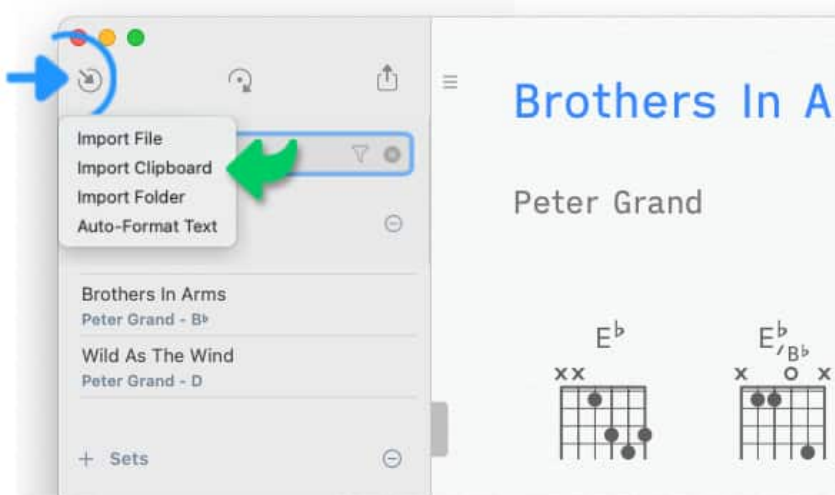 Import File
Import Clipboard
Import Folder
Auto-Format Text
Brothers In Arms
Peter Grand - B♭
Wild As The Wind
Peter Grand - D
+ Sets
Brothers In A
Peter Grand
E♭
E♭/B♭
x x
x o x